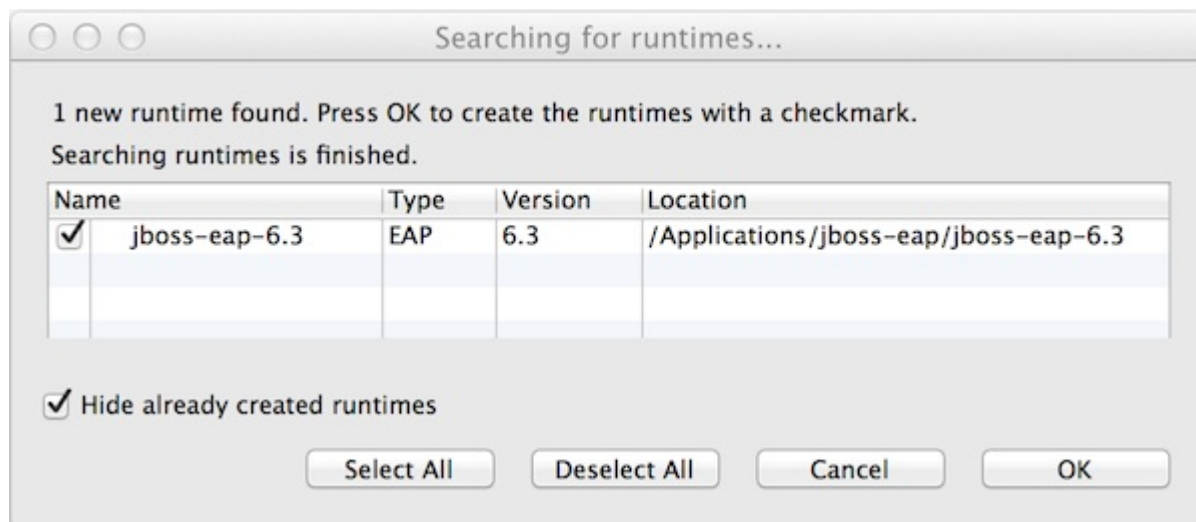 Searching for runtimes...
1 new runtime found. Press OK to create the runtimes with a checkmark.
Searching runtimes is finished.
Name Type Version Location
jboss-eap-6.3 EAP 6.3 /Applications/jboss-eap/jboss-eap-6.3
Hide already created runtimes
Select All Deselect All Cancel OK